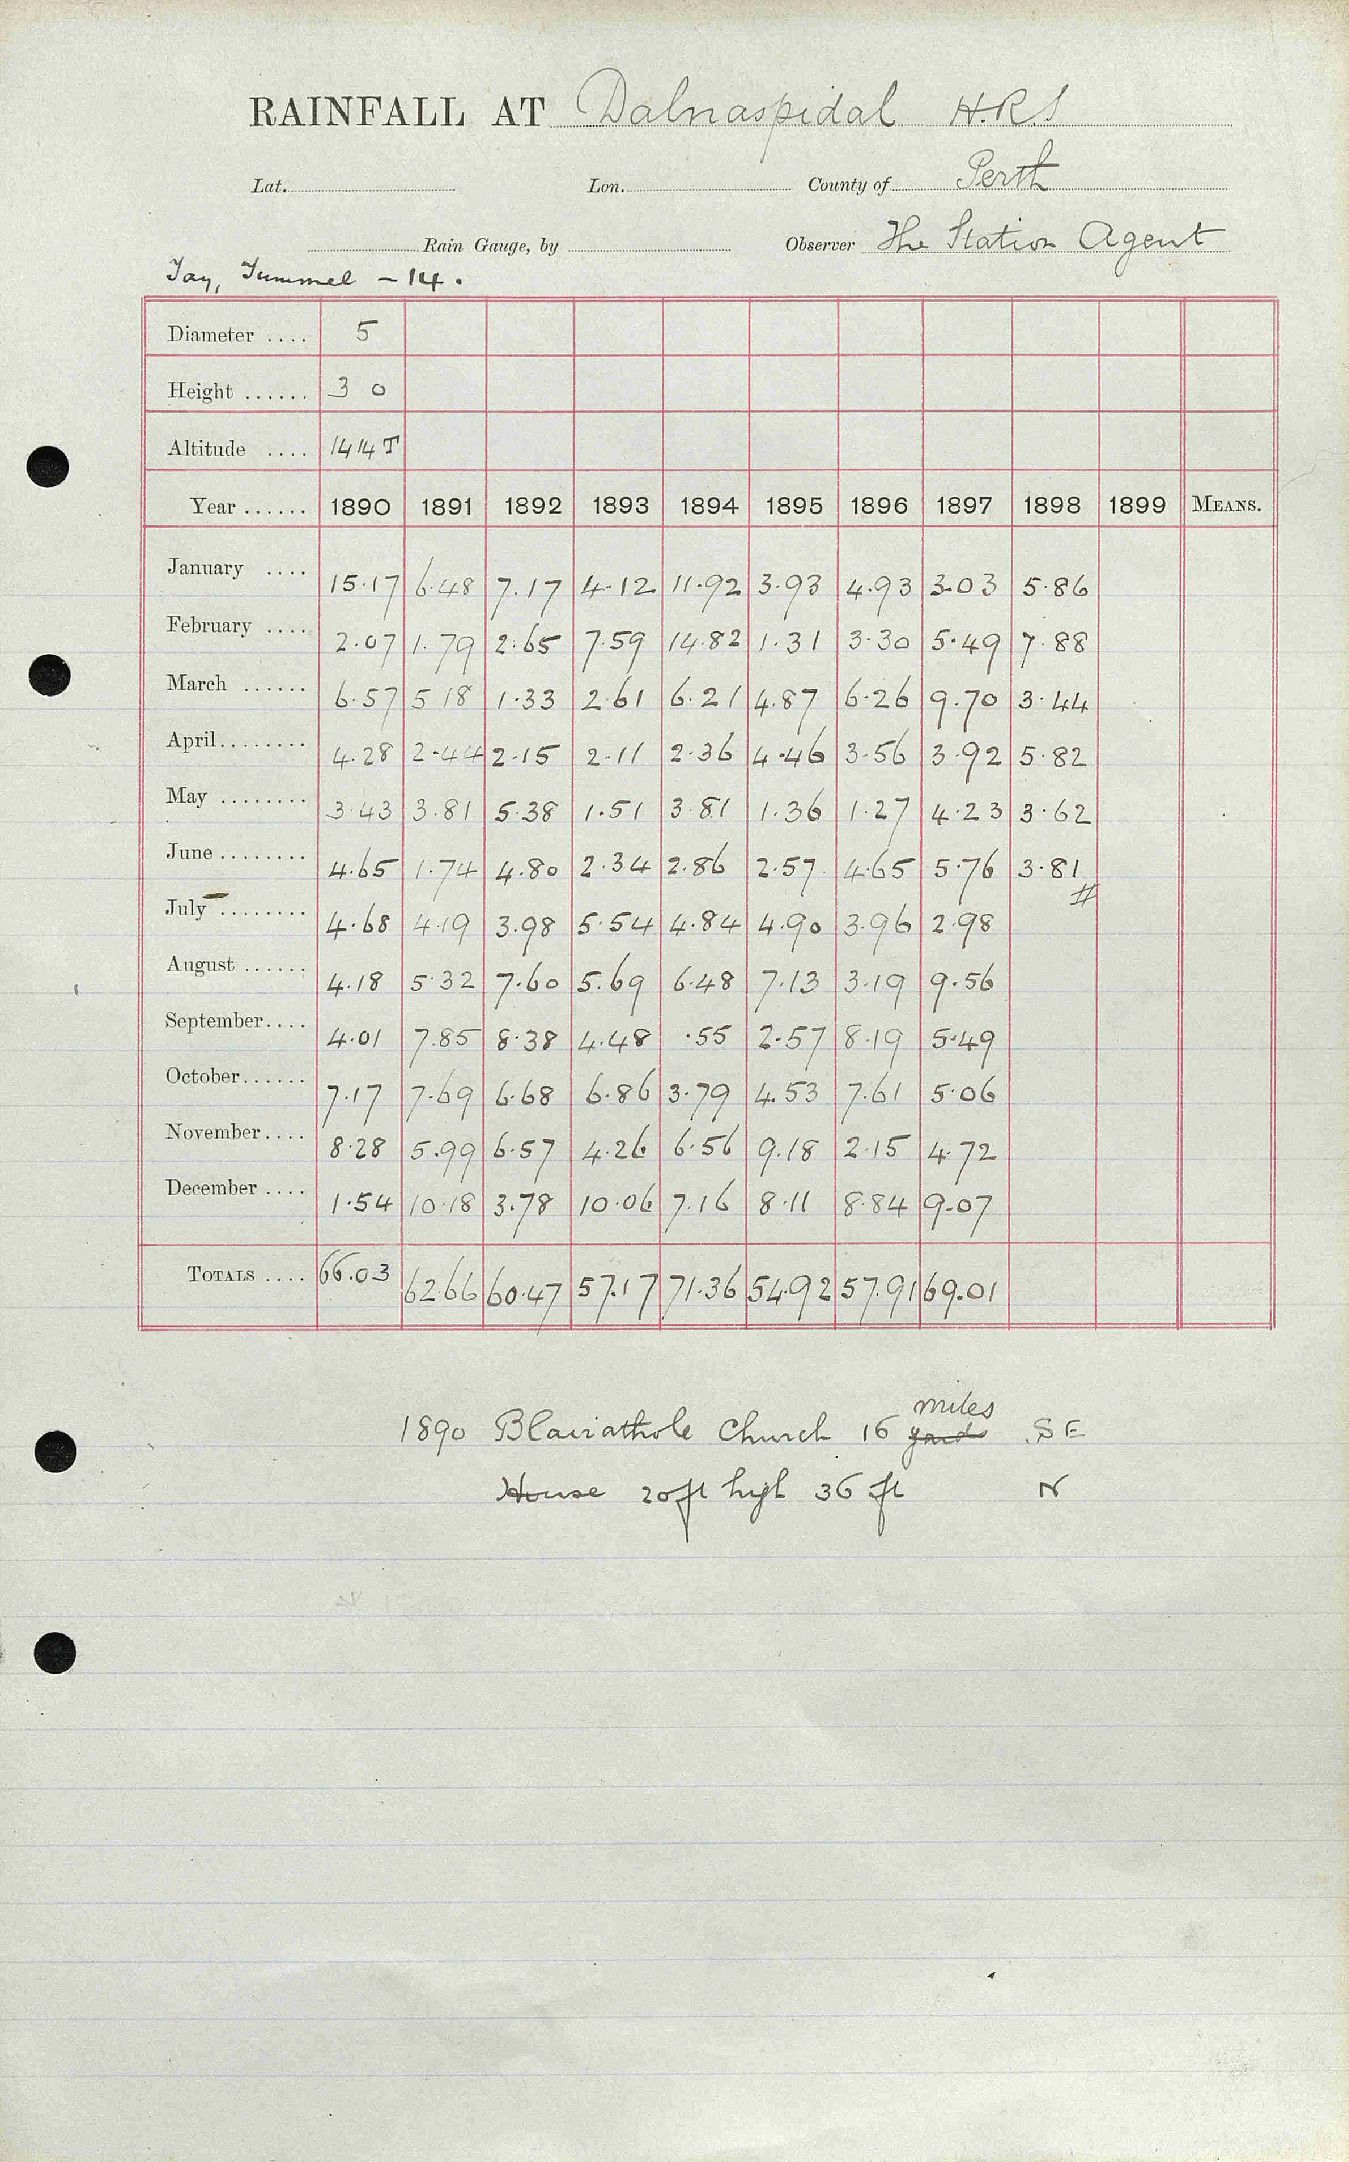 RAINFALL AT Dalnaspidal H.R.S
Lat. Lon. County of Perth
Rain Gauge, by Observer The Station Agent
Tay, Tummel - 14.
Diameter .... 5
Height ...... 3 0
Altitude .... 1414 T
Year ...... 1890 1891 1892 1893 1894 1895 1896 1897 1898 1899 MEANS.
January .... 15.17 6.48 7.17 4.12 11.92 3.93 4.93 3.03 5.86
February .... 2.07 1.79 2.65 7.59 14.82 1.31 3.30 5.49 7.88
March ...... 6.57 5 18 1.33 2.61 6.21 4.87 6.26 9.70 3.44
April........ 4.28 2.44 2.15 2.11 2.36 4.46 3.56 3.92 5.82
May ........ 3.43 3.81 5.38 1.51 3.81 1.36 1.27 4.23 3.62
June ........ 4.65 1.74 4.80 2.34 2.86 2.57 4.65 5.76 3.81
July ........ 4.68 4.19 3.98 5.54 4.84 4.90 3.96 2.98 #
August ...... 4.18 5.32 7.60 5.69 6.48 7.13 3.19 9.56
September.... 4.01 7.85 8.38 4.48 .55 2.57 8.19 5.49
October...... 7.17 7.69 6.68 6.86 3.79 4.53 7.61 5.06
November.... 8.28 5.99 6.57 4.26 6.56 9.18 2.15 4.72
December .... 1.54 10.18 3.78 10.06 7.16 8.11 8.84 9.07
TOTALS .... 66.03 62.66 60.47 57.17 71.36 54.92 57.91 69.01
miles
1890 Blairathole Church 16 yards SE
House 20ft high 36 ft N